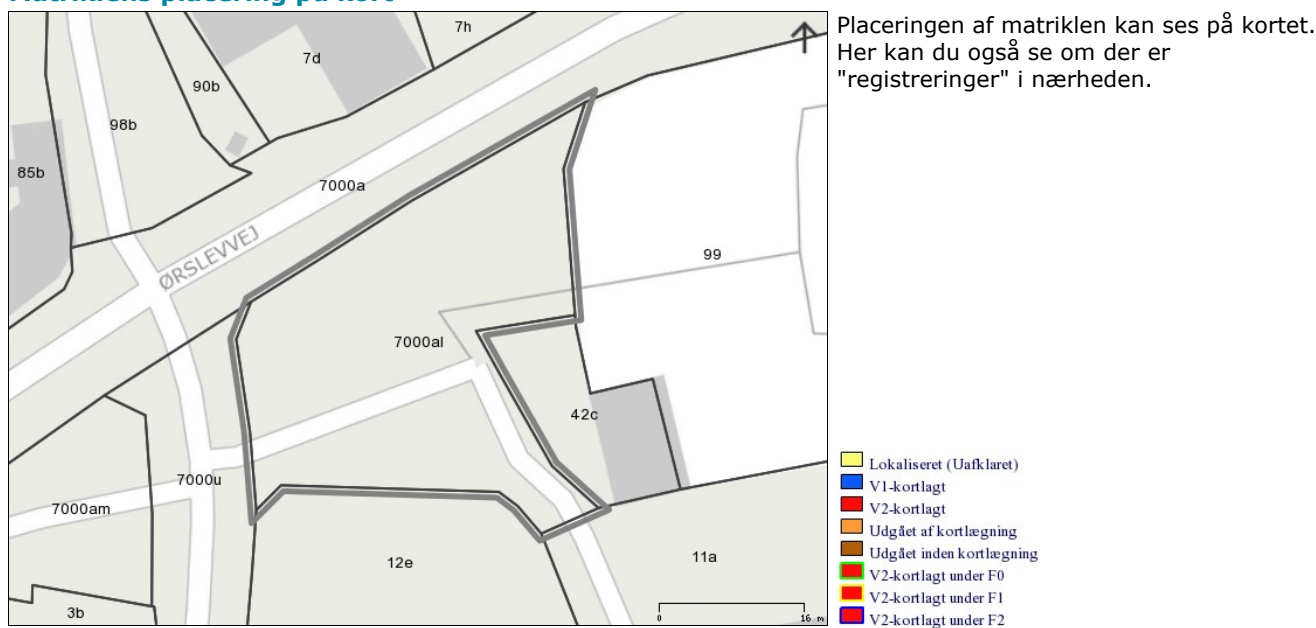 Matriklens placering på kort
Placeringen af matriklen kan ses på kortet.
Her kan du også se om der er
"registreringer" i nærheden.
7h
7d
90b
98b
85b
7000a
ØRSLEVVEJ
99
7000al
42c
7000u
7000am
12e
11a
3b
0
16 m
Lokaliseret (Uafklaret)
V1-kortlagt
V2-kortlagt
Udgået af kortlægning
Udgået inden kortlægning
V2-kortlagt under F0
V2-kortlagt under F1
V2-kortlagt under F2